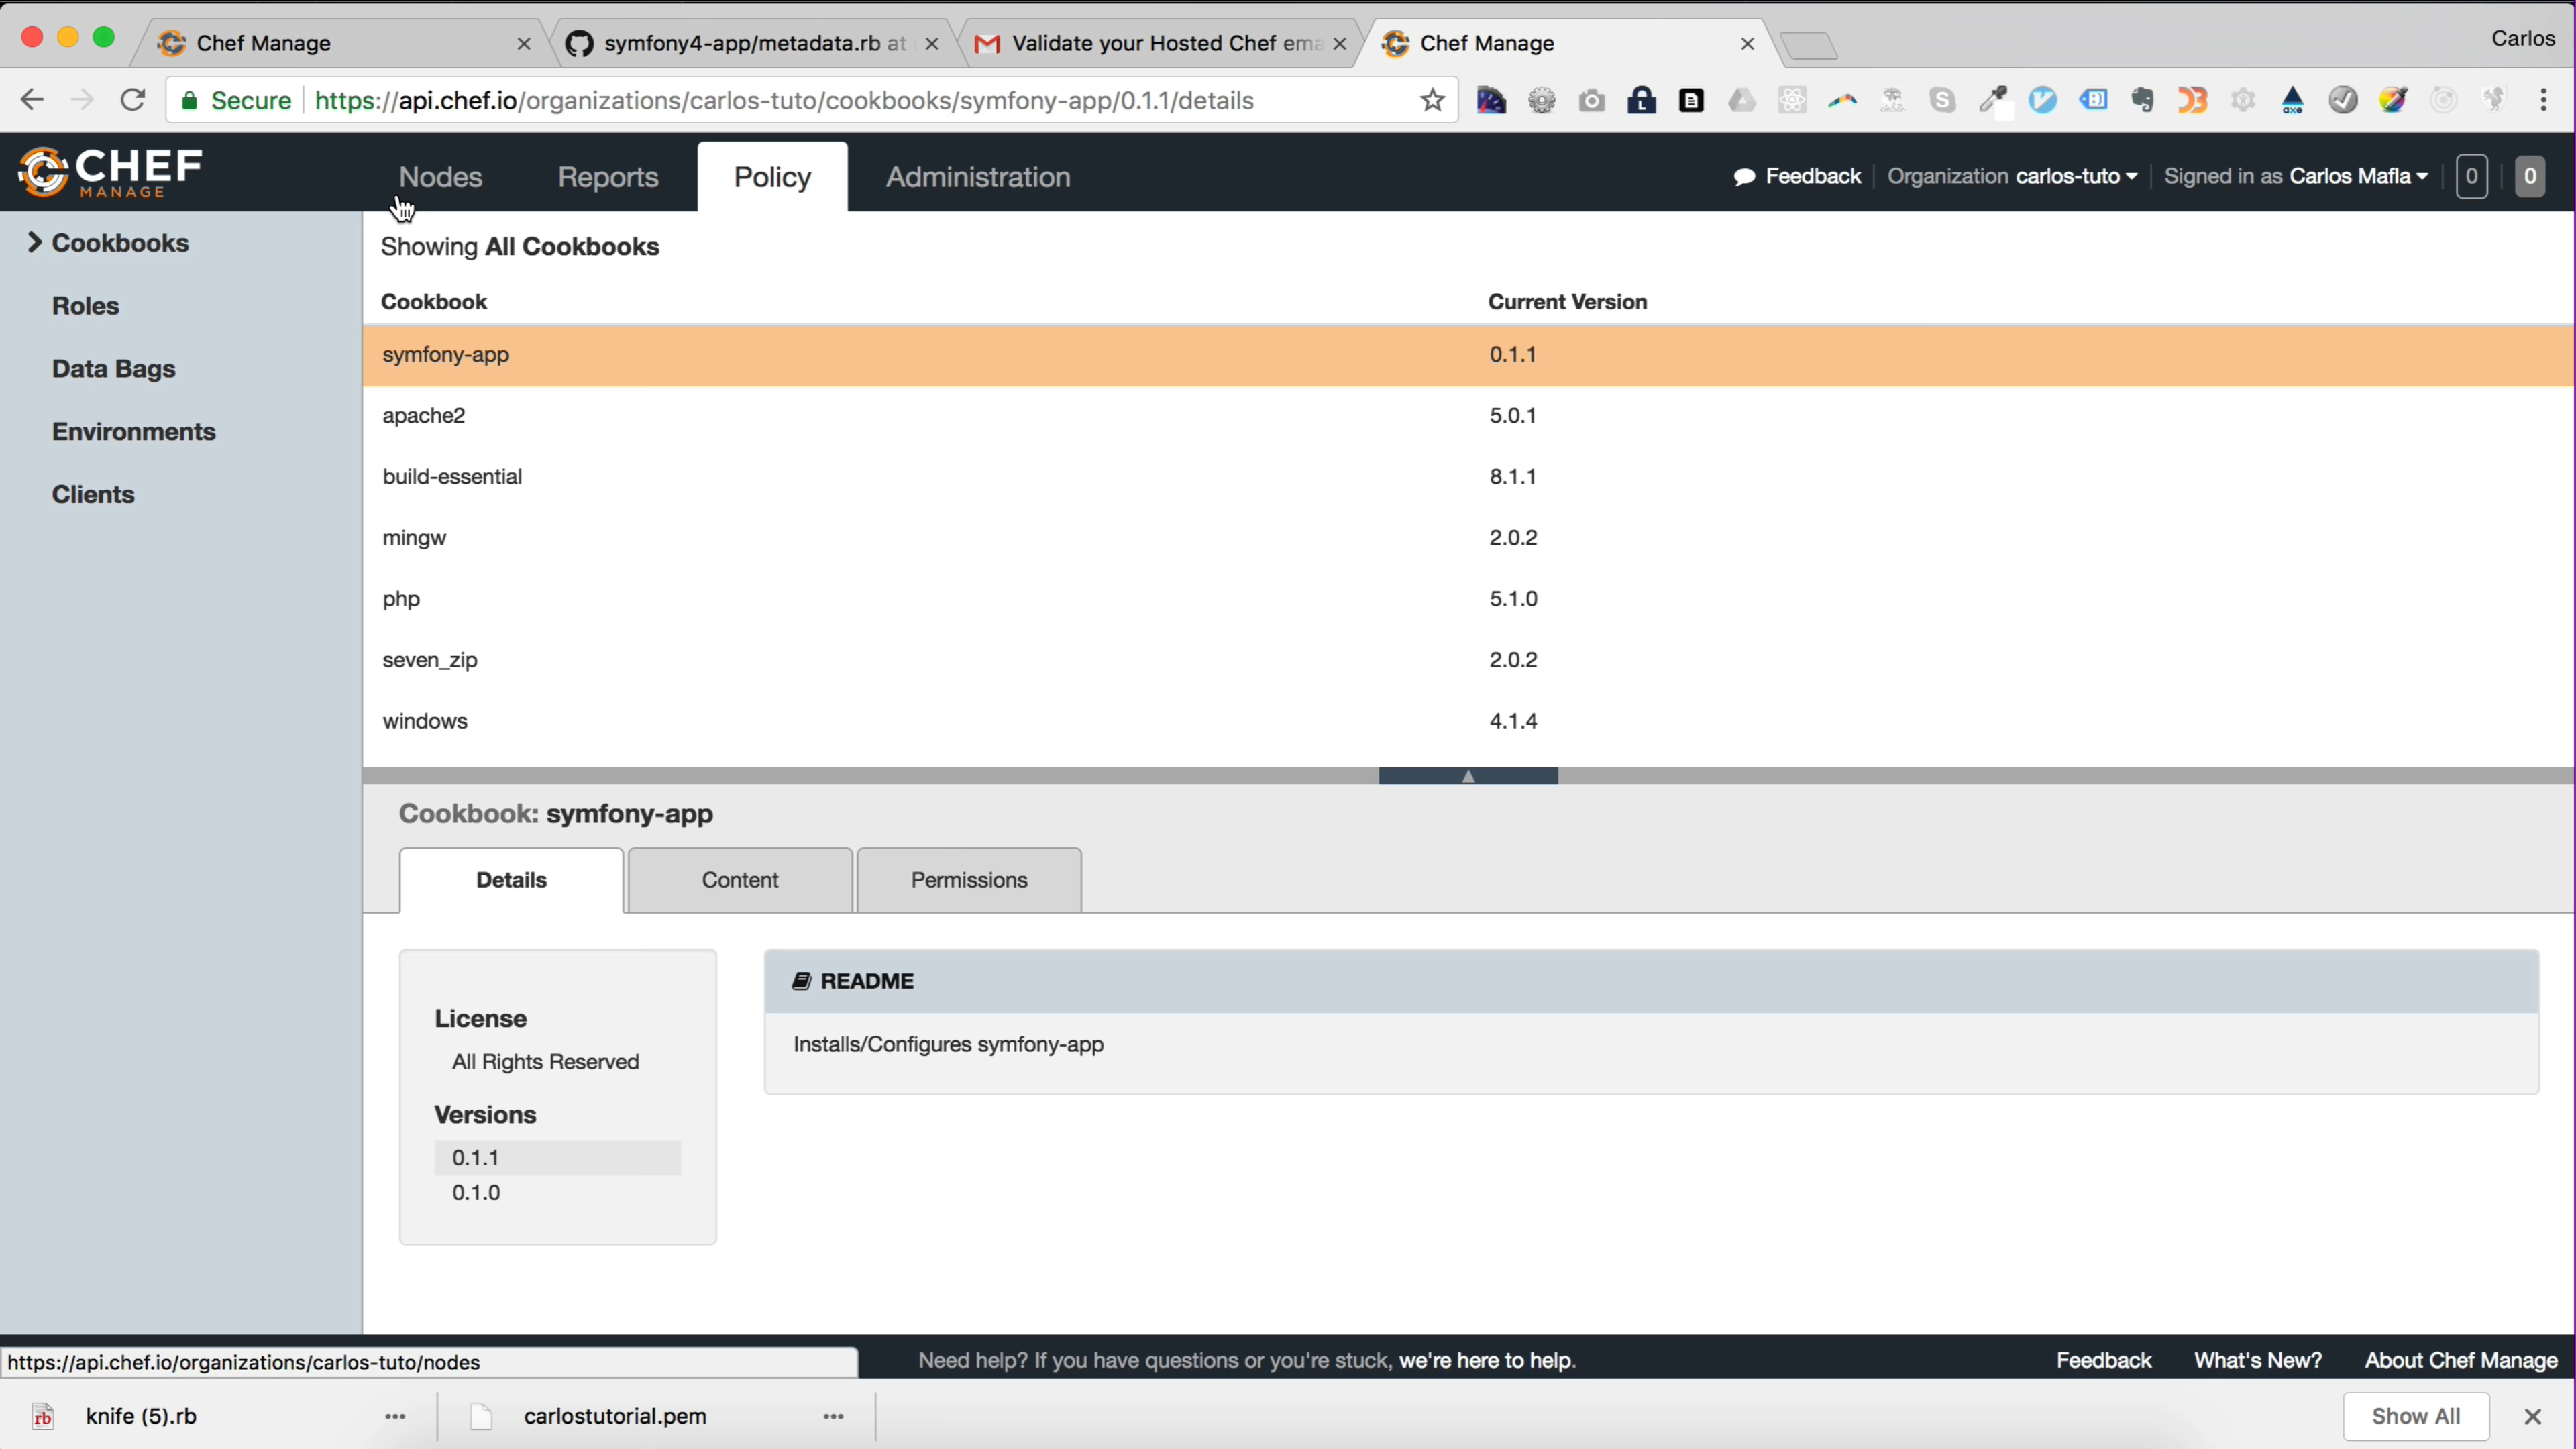 Chef Manage
symfony4-app/metadata.rb at
Validate your Hosted Chef ema
Chef Manage
Carlos
Secure https://api.chef.io/organizations/carlos-tuto/cookbooks/symfony-app/0.1.1/details
CHEF
MANAGE
Nodes
Reports
Policy
Administration
Feedback
Organization carlos-tuto
Signed in as Carlos Mafla
0
0
Cookbooks
Roles
Data Bags
Environments
Clients
Showing All Cookbooks
Cookbook Current Version
symfony-app 0.1.1
apache2 5.0.1
build-essential 8.1.1
mingw 2.0.2
php 5.1.0
seven_zip 2.0.2
windows 4.1.4
Cookbook: symfony-app
Details
Content
Permissions
License
All Rights Reserved
Versions
0.1.1
0.1.0
README
Installs/Configures symfony-app
https://api.chef.io/organizations/carlos-tuto/nodes
Need help? If you have questions or you're stuck, we're here to help.
Feedback
What's New?
About Chef Manage
rb
knife (5).rb
carlostutorial.pem
Show All